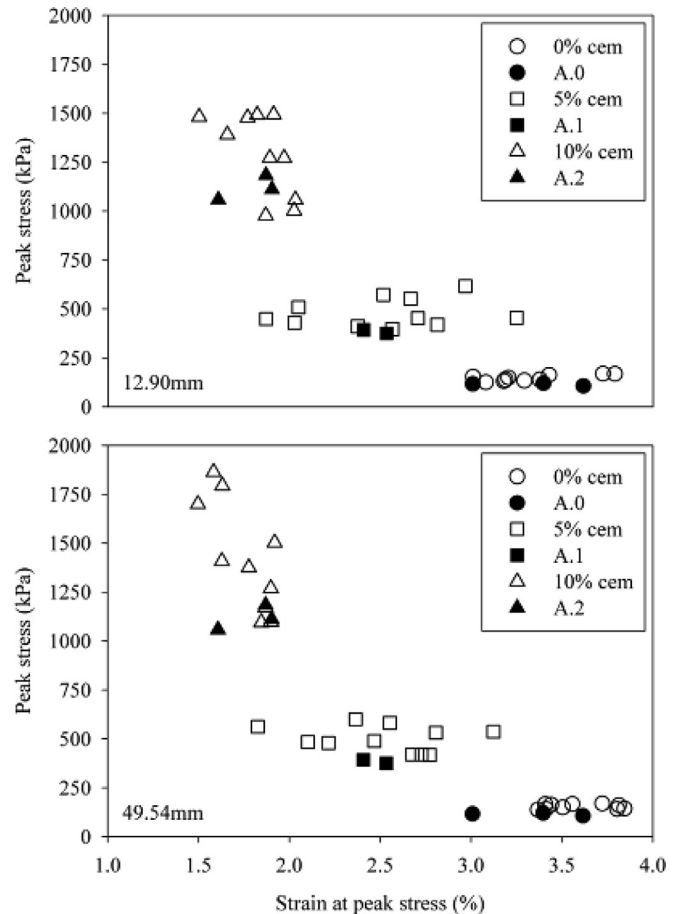 2000
1750
1500
1250
1000
750
500
250
0
Peak stress (kPa)
0% cem
A.0
5% cem
A.1
10% cem
A.2
12.90mm
2000
1750
1500
1250
1000
750
500
250
0
Peak stress (kPa)
0% cem
A.0
5% cem
A.1
10% cem
A.2
49.54mm
1.0 1.5 2.0 2.5 3.0 3.5 4.0
Strain at peak stress (%)